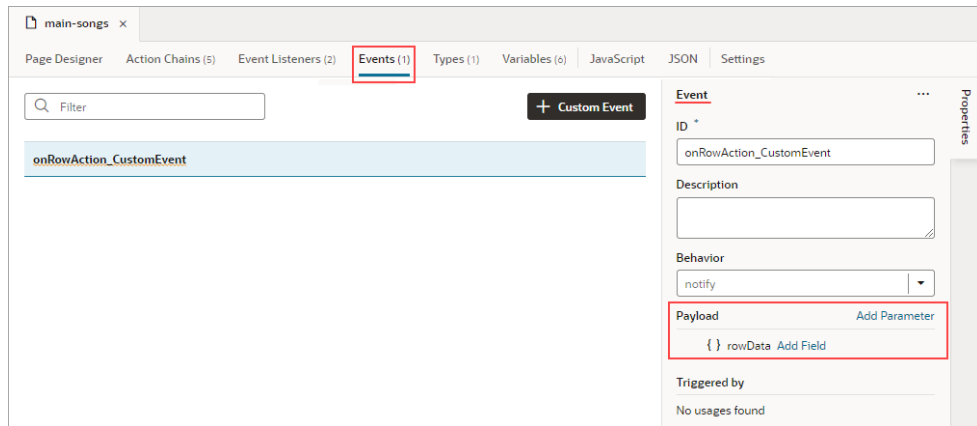 main-songs ×
Page Designer Action Chains (5) Event Listeners (2) Events (1) Types (1) Variables (6) JavaScript JSON Settings
Filter
+ Custom Event
onRowAction_CustomEvent
Event ...
ID *
onRowAction_CustomEvent
Description
Behavior
notify
Payload Add Parameter
{ } rowData Add Field
Triggered by
No usages found
Properties